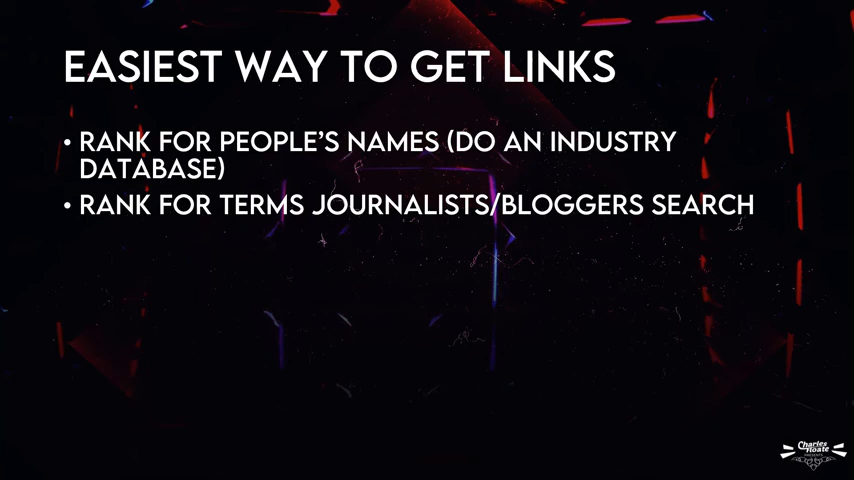 EASIEST WAY TO GET LINKS
• RANK FOR PEOPLE'S NAMES (DO AN INDUSTRY
DATABASE)
• RANK FOR TERMS JOURNALISTS/BLOGGERS SEARCH
Charles
Floate
PRESENTS